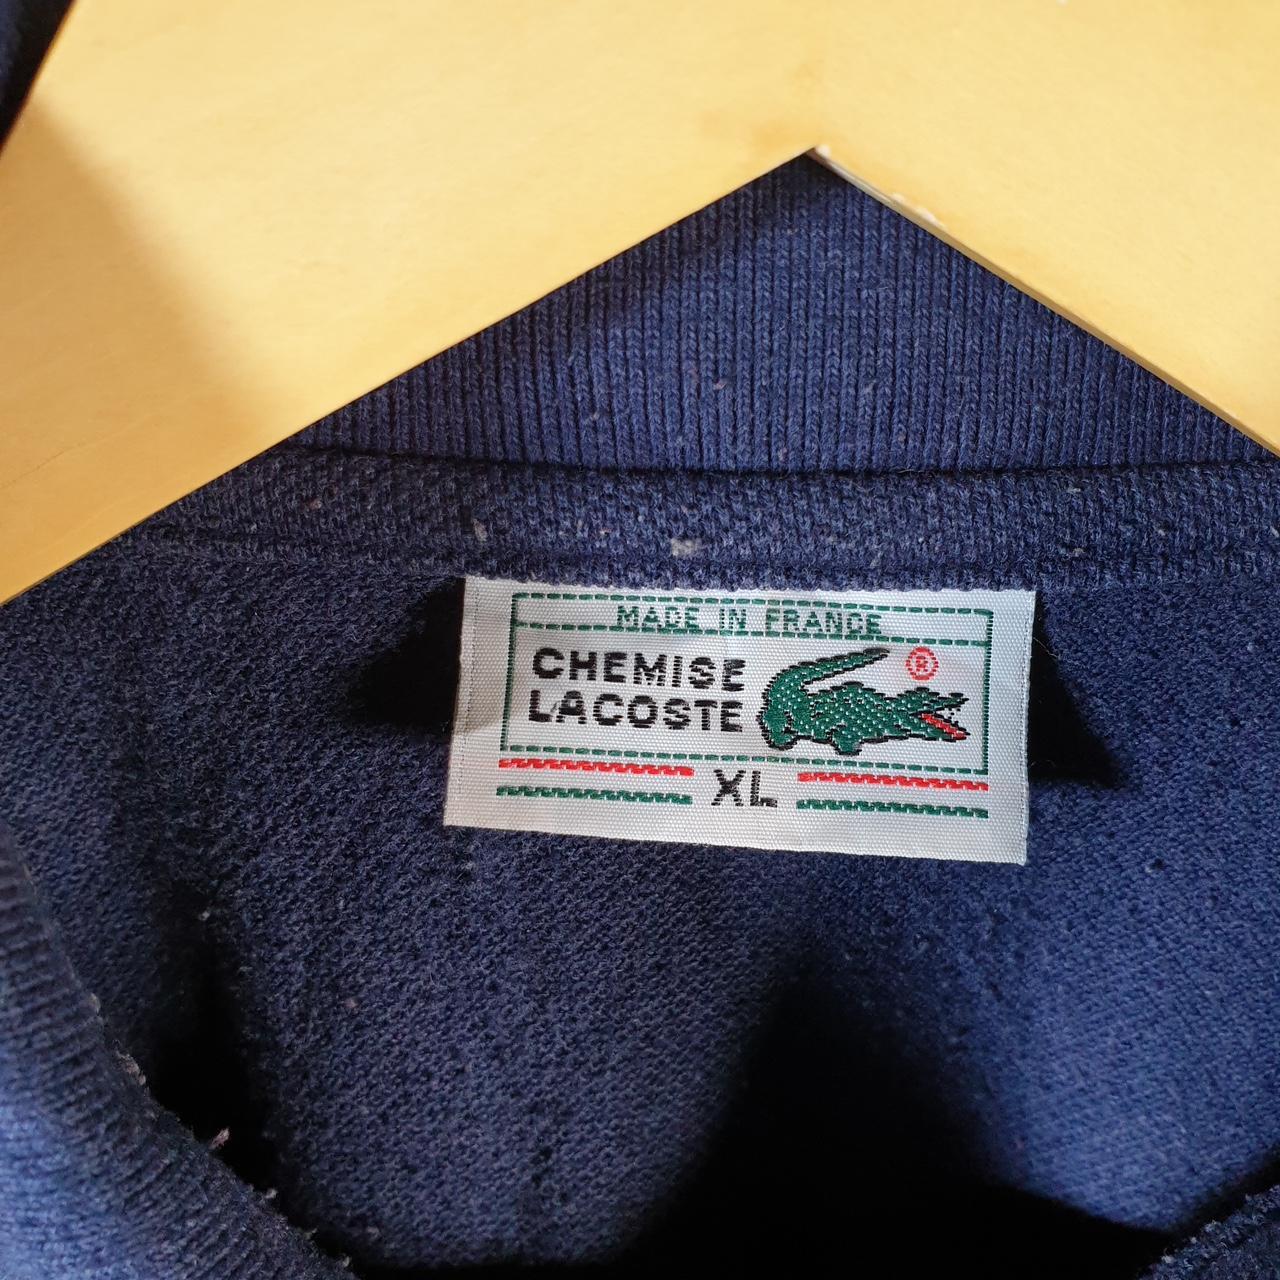 MADE IN FRANCE
CHEMISE
LACOSTE
®
XL